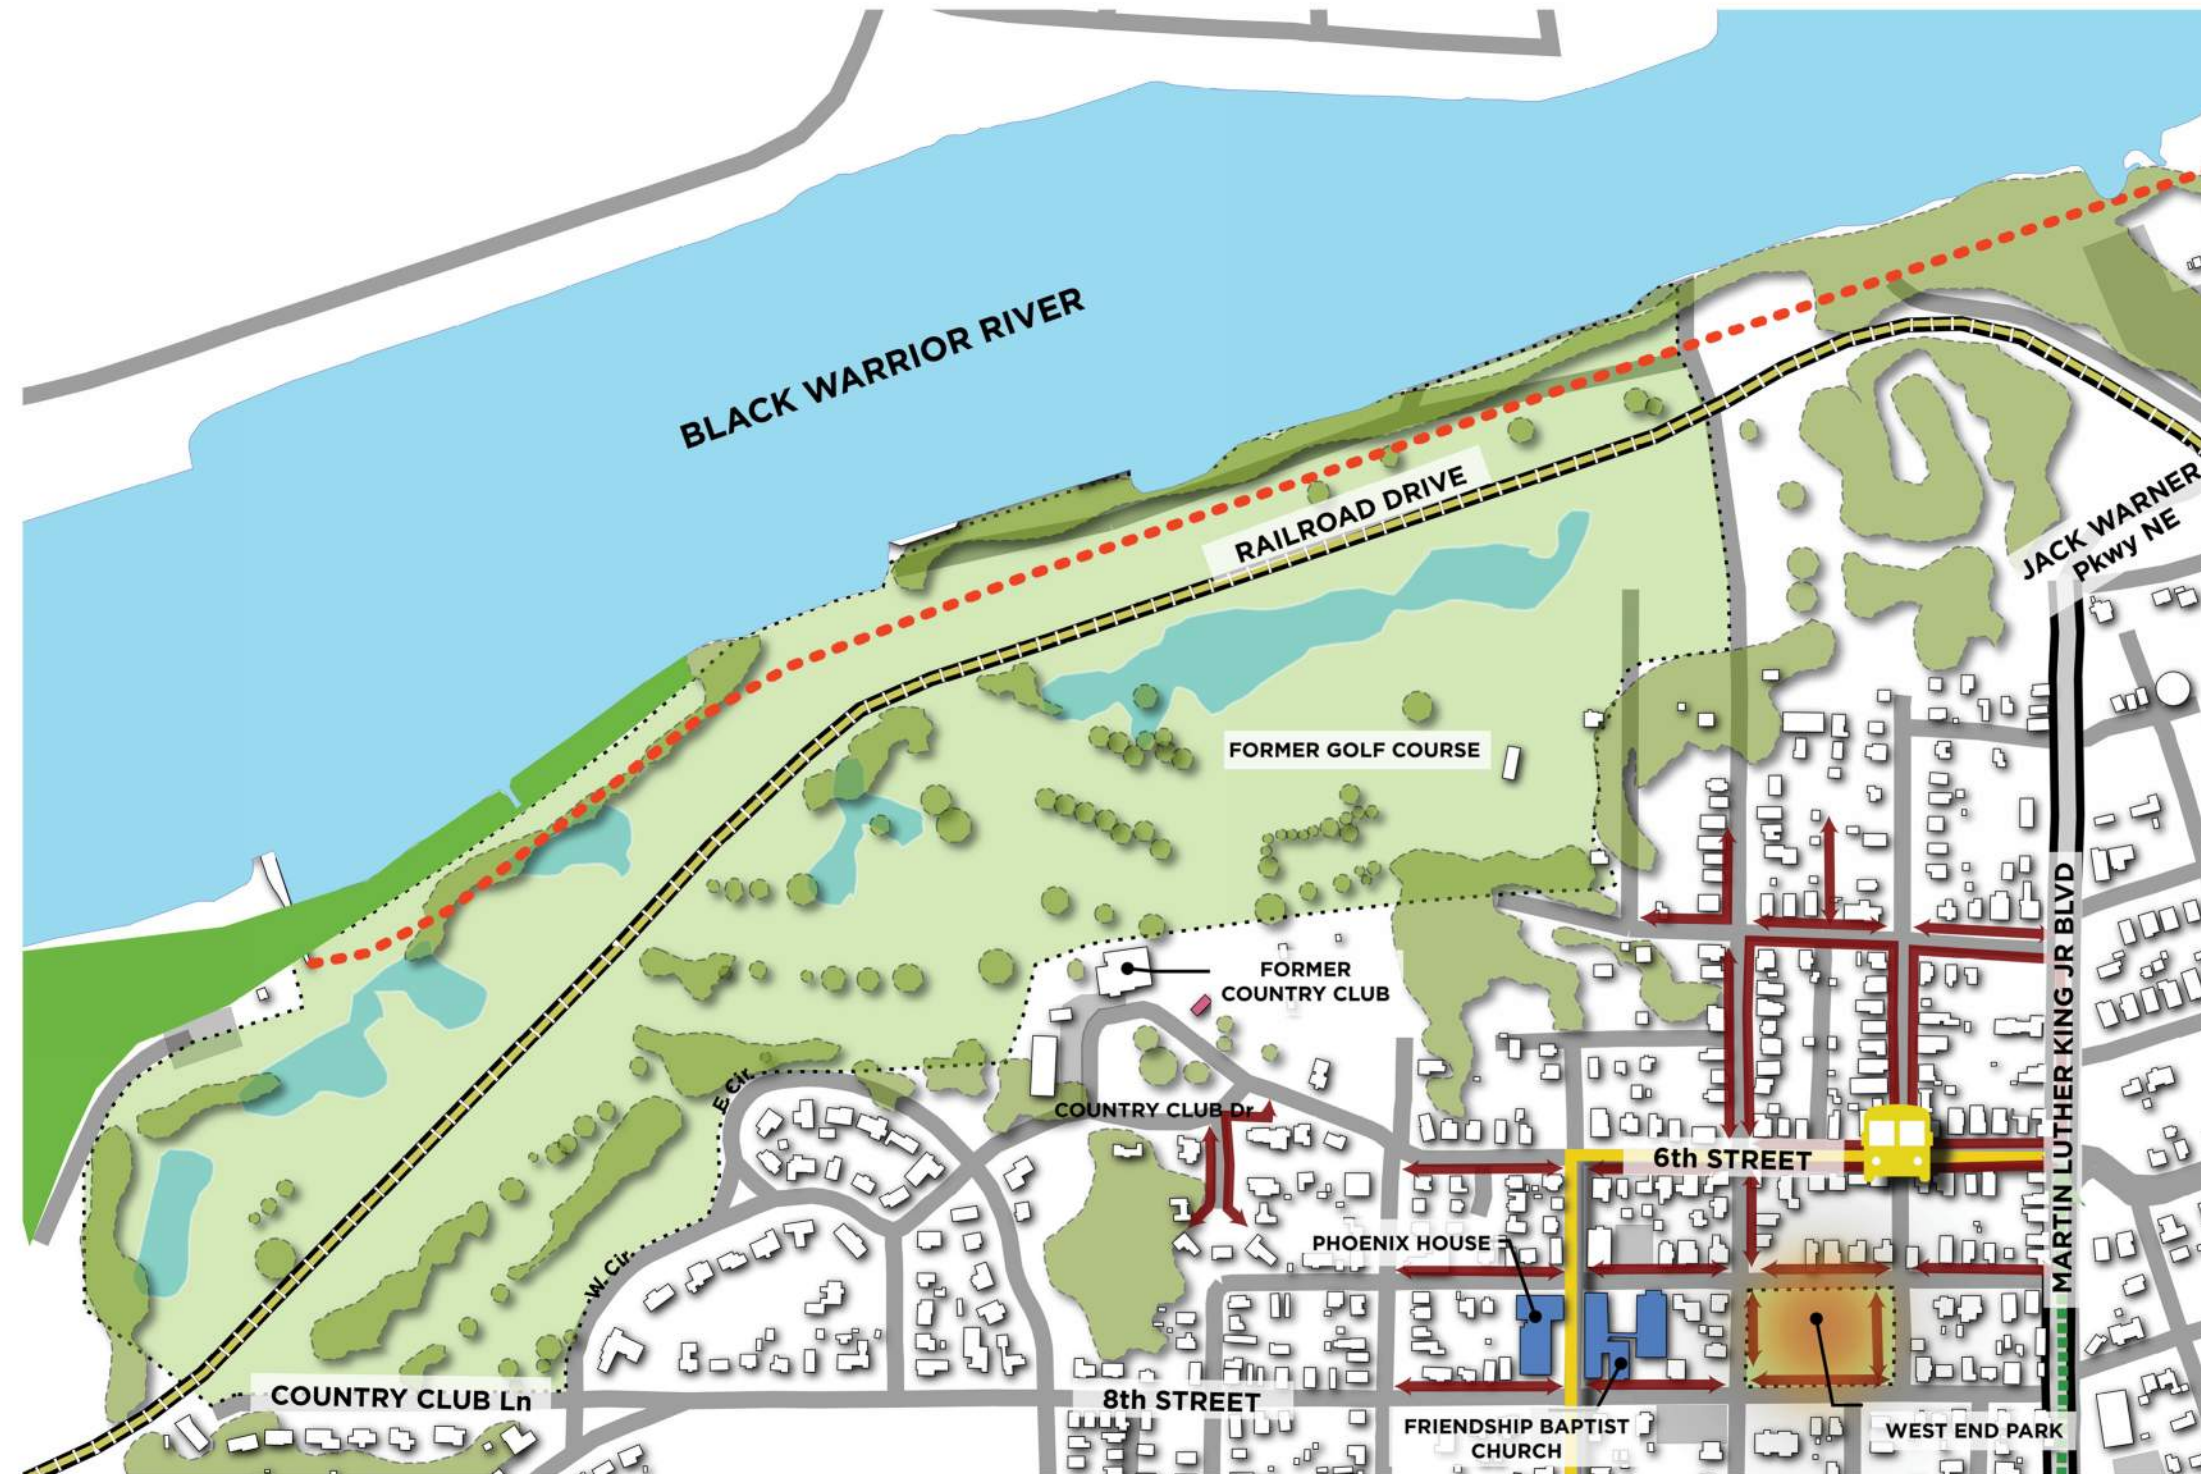 BLACK WARRIOR RIVER
RAILROAD DRIVE
JACK WARNER
Pkwy NE
FORMER GOLF COURSE
MARTIN LUTHER KING JR BLVD
FORMER
COUNTRY CLUB
E Cir.
COUNTRY CLUB Dr
6th STREET
PHOENIX HOUSE
W. Cir.
COUNTRY CLUB Ln
8th STREET
FRIENDSHIP BAPTIST
CHURCH
WEST END PARK